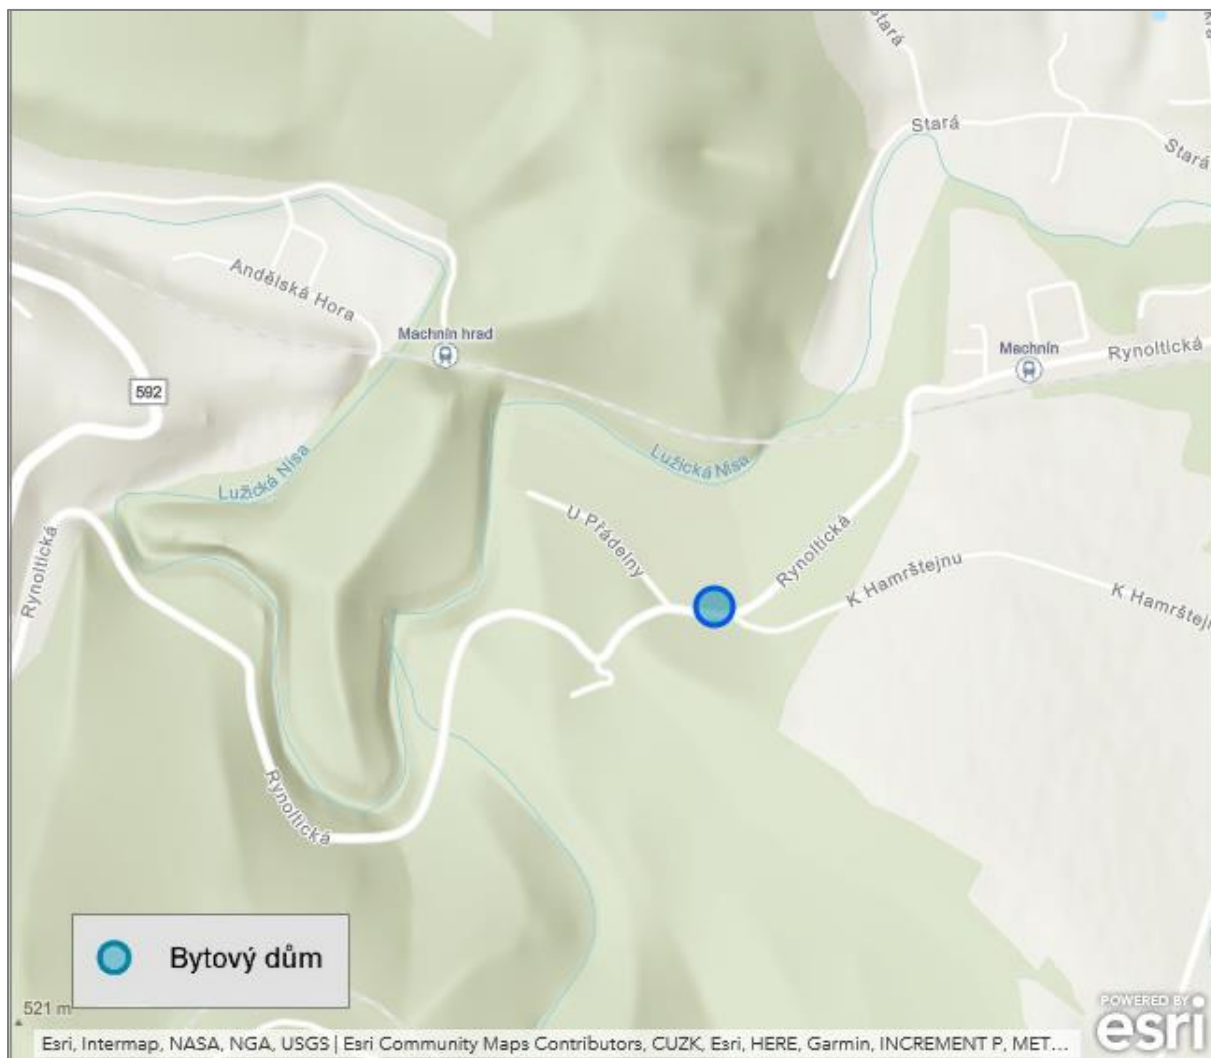 Stará
Stará
Stará
Andělská Hora
Machnín hrad
Machnín
Rynoltická
592
Lužická Nisa
Lužická Nisa
U Přádelny
Rynoltická
K Hamrštejnu
K Hamrštejnu
Rynoltická
Rynoltická
Bytový dům
521 m
Esri, Intermap, NASA, NGA, USGS | Esri Community Maps Contributors, CUZK, Esri, HERE, Garmin, INCREMENT P, MET...
POWERED BY
esri